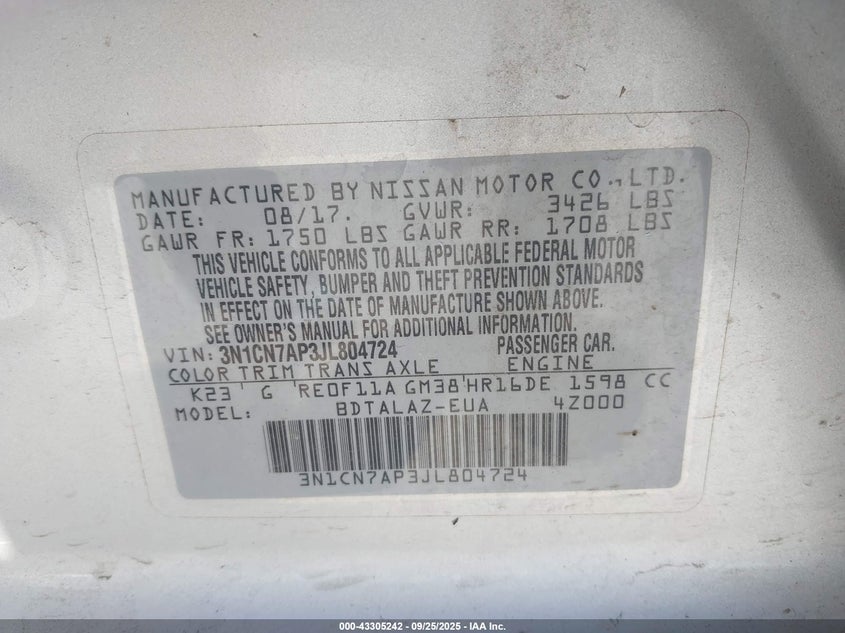 MANUFACTURED BY NISSAN MOTOR CO., LTD.
DATE: 08/17. GVWR: 3426 LBS
GAWR FR: 1750 LBS GAWR RR: 1708 LBS
THIS VEHICLE CONFORMS TO ALL APPLICABLE FEDERAL MOTOR
VEHICLE SAFETY, BUMPER AND THEFT PREVENTION STANDARDS
IN EFFECT ON THE DATE OF MANUFACTURE SHOWN ABOVE.
SEE OWNER'S MANUAL FOR ADDITIONAL INFORMATION.
VIN: 3N1CN7AP3JL804724 PASSENGER CAR.
COLOR TRIM TRANS AXLE ENGINE
K23 G RE0F11A GM38 HR16DE 1598 CC
MODEL: BDTALAZ-EUA 4Z000
3N1CN7AP3JL804724
000-43305242 - 09/25/2025 - IAA Inc.